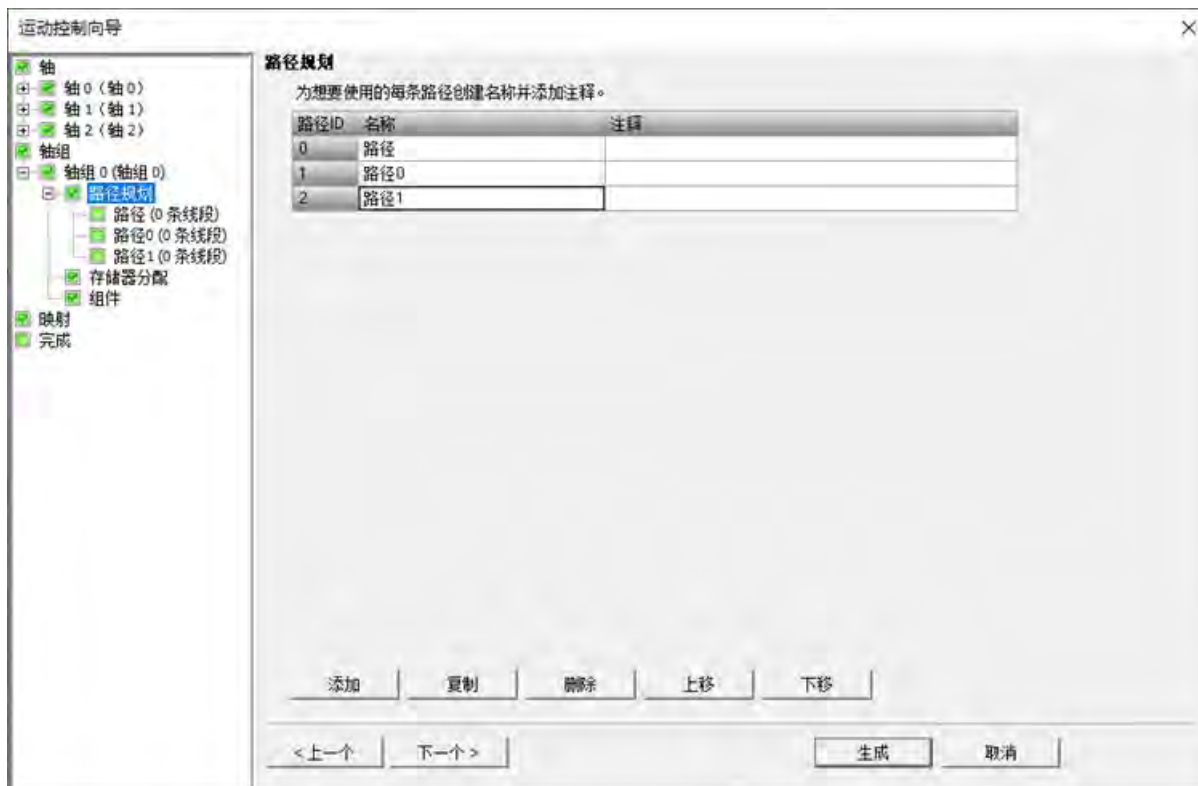 运动控制向导
轴
轴 0 (轴 0)
轴 1 (轴 1)
轴 2 (轴 2)
轴组
轴组 0 (轴组 0)
路径规划
路径 (0 条线段)
路径0 (0 条线段)
路径1 (0 条线段)
存储器分配
组件
映射
完成
路径规划
为想要使用的每条路径创建名称并添加注释。
路径ID 名称 注释
0 路径
1 路径0
2 路径1
添加 复制 删除 上移 下移
<上一个 下一个> 生成 取消